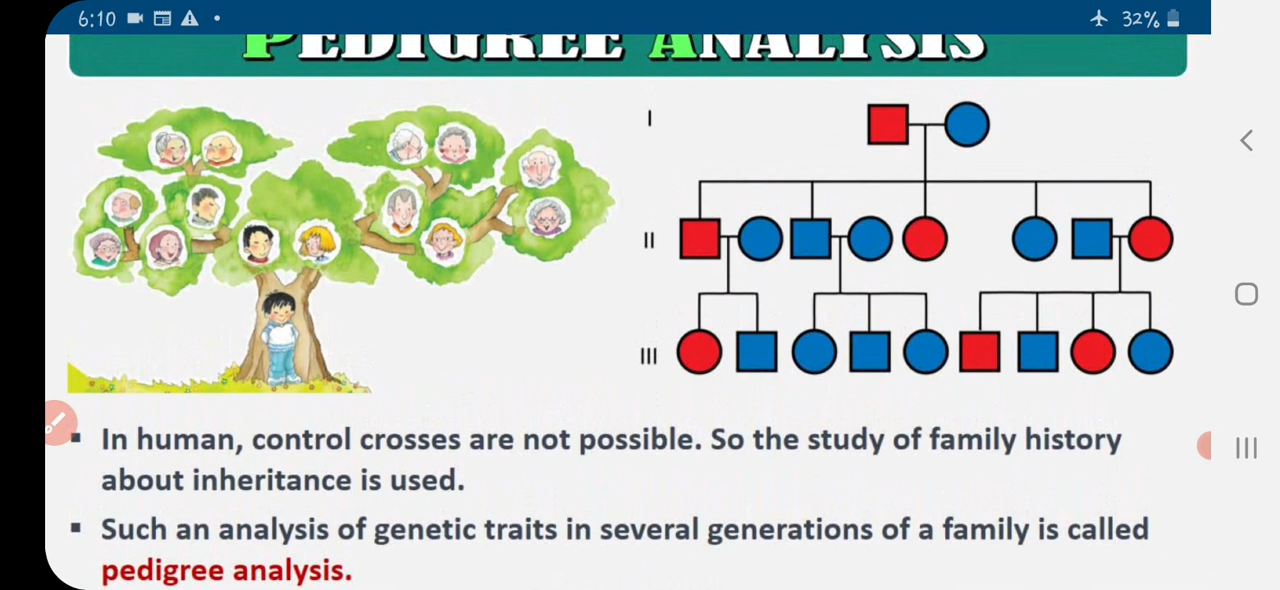 6:10
32%
PEDIGREE ANALYSIS
I
II
III
▪ In human, control crosses are not possible. So the study of family history
about inheritance is used.
▪ Such an analysis of genetic traits in several generations of a family is called
pedigree analysis.